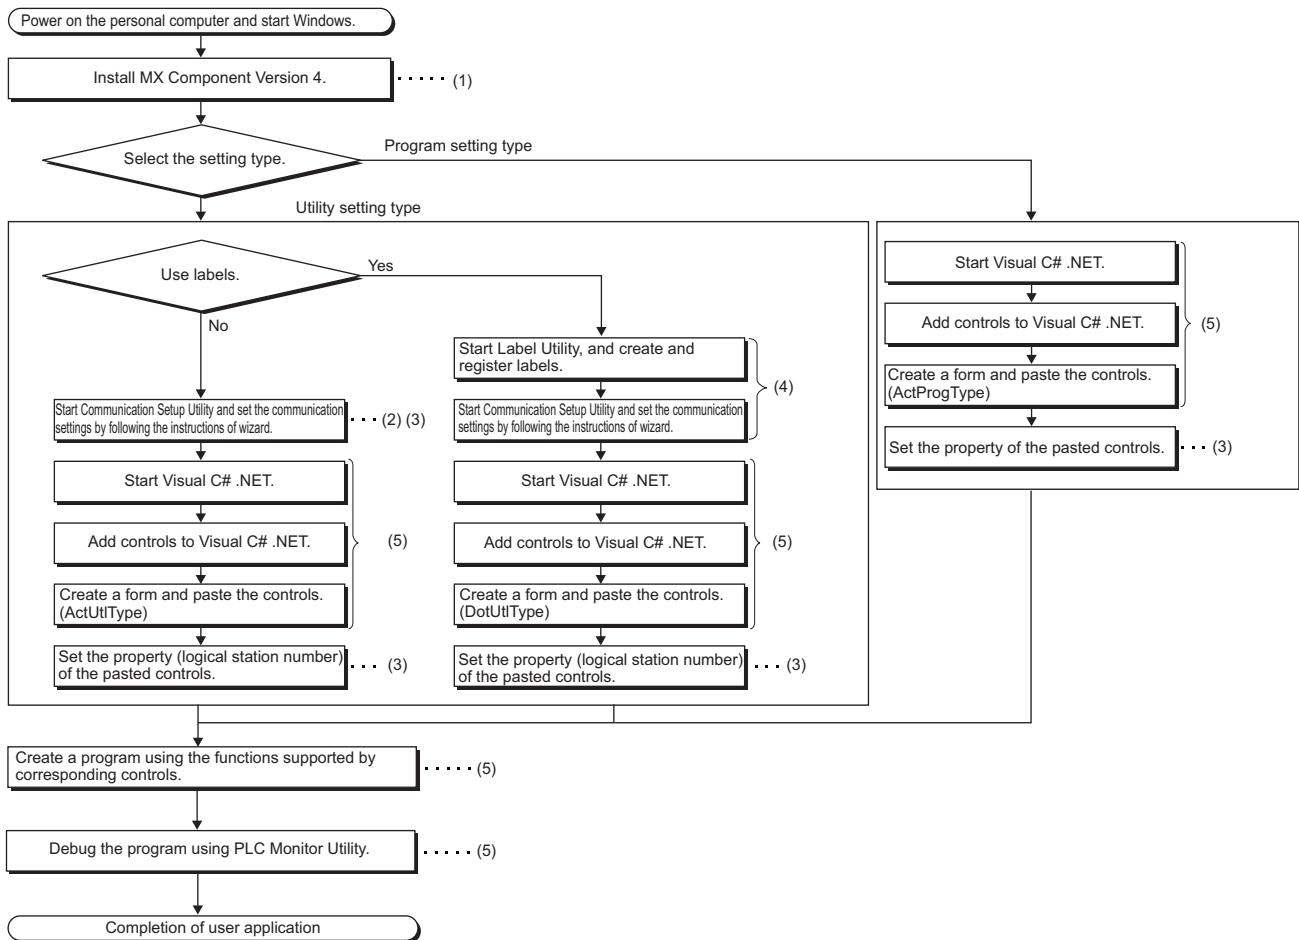 Power on the personal computer and start Windows.
Install MX Component Version 4.
(1)
Select the setting type.
Program setting type
Utility setting type
Use labels.
Yes
No
Start Label Utility, and create and
register labels.
(4)
Start Communication Setup Utility and set the communication
settings by following the instructions of wizard.
(2) (3)
Start Communication Setup Utility and set the communication
settings by following the instructions of wizard.
Start Visual C# .NET.
Add controls to Visual C# .NET.
(5)
Create a form and paste the controls.
(ActUtlType)
Set the property (logical station number)
of the pasted controls.
(3)
Start Visual C# .NET.
Add controls to Visual C# .NET.
(5)
Create a form and paste the controls.
(DotUtlType)
Set the property (logical station number)
of the pasted controls.
(3)
Start Visual C# .NET.
Add controls to Visual C# .NET.
(5)
Create a form and paste the controls.
(ActProgType)
Set the property of the pasted controls.
(3)
Create a program using the functions supported by
corresponding controls.
(5)
Debug the program using PLC Monitor Utility.
(5)
Completion of user application